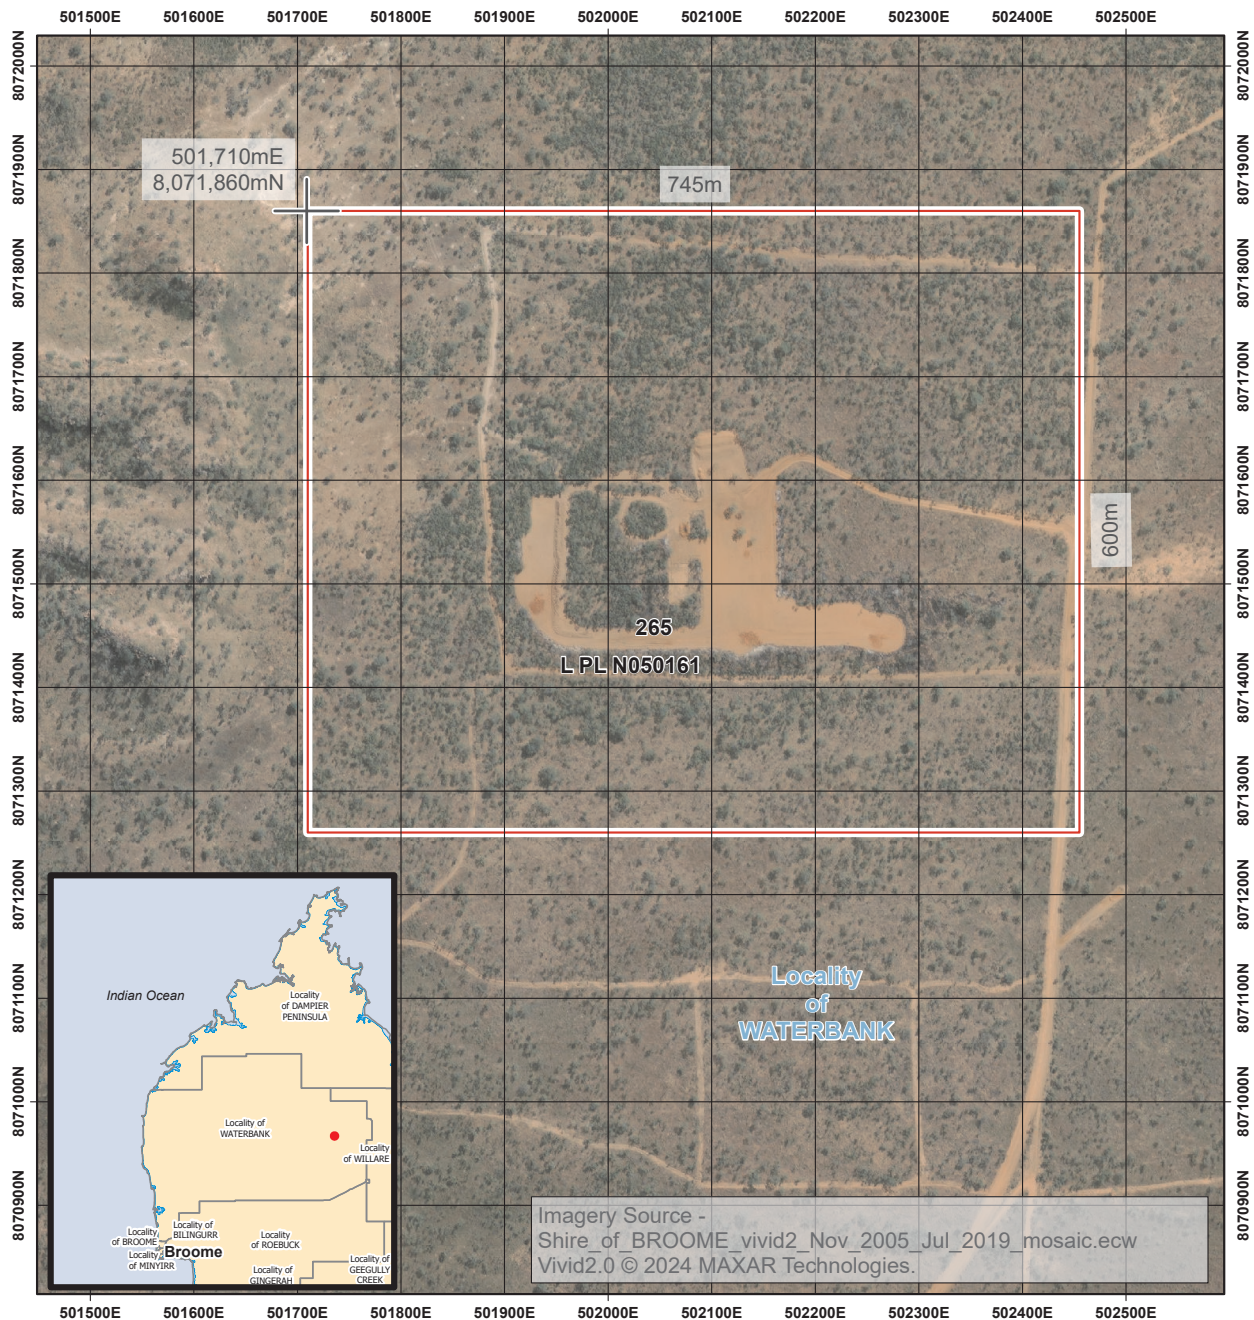 501500E 501600E 501700E 501800E 501900E 502000E 502100E 502200E 502300E 502400E 502500E
8072000N 8072000N
8071900N 8071900N
501,710mE
8,071,860mN
745m
8071800N 8071800N
8071700N 8071700N
8071600N 8071600N
600m
8071500N 8071500N
265
L PL N050161
8071400N 8071400N
8071300N 8071300N
8071200N 8071200N
8071100N 8071100N
Locality
of
WATERBANK
8071000N 8071000N
8070900N 8070900N
Indian Ocean
Locality
of DAMPIER
PENINSULA
Locality of
WATERBANK
Locality
of WILLARE
Locality of
BILINGURR
Locality
of BROOME
Broome
Locality
of MINYIRR
Locality
of ROEBUCK
Locality of
GINGERAH
Locality of
GEEGULLY
CREEK
Imagery Source -
Shire_of_BROOME_vivid2_Nov_2005_Jul_2019_mosaic.ecw
Vivid2.0 © 2024 MAXAR Technologies.
501500E 501600E 501700E 501800E 501900E 502000E 502100E 502200E 502300E 502400E 502500E